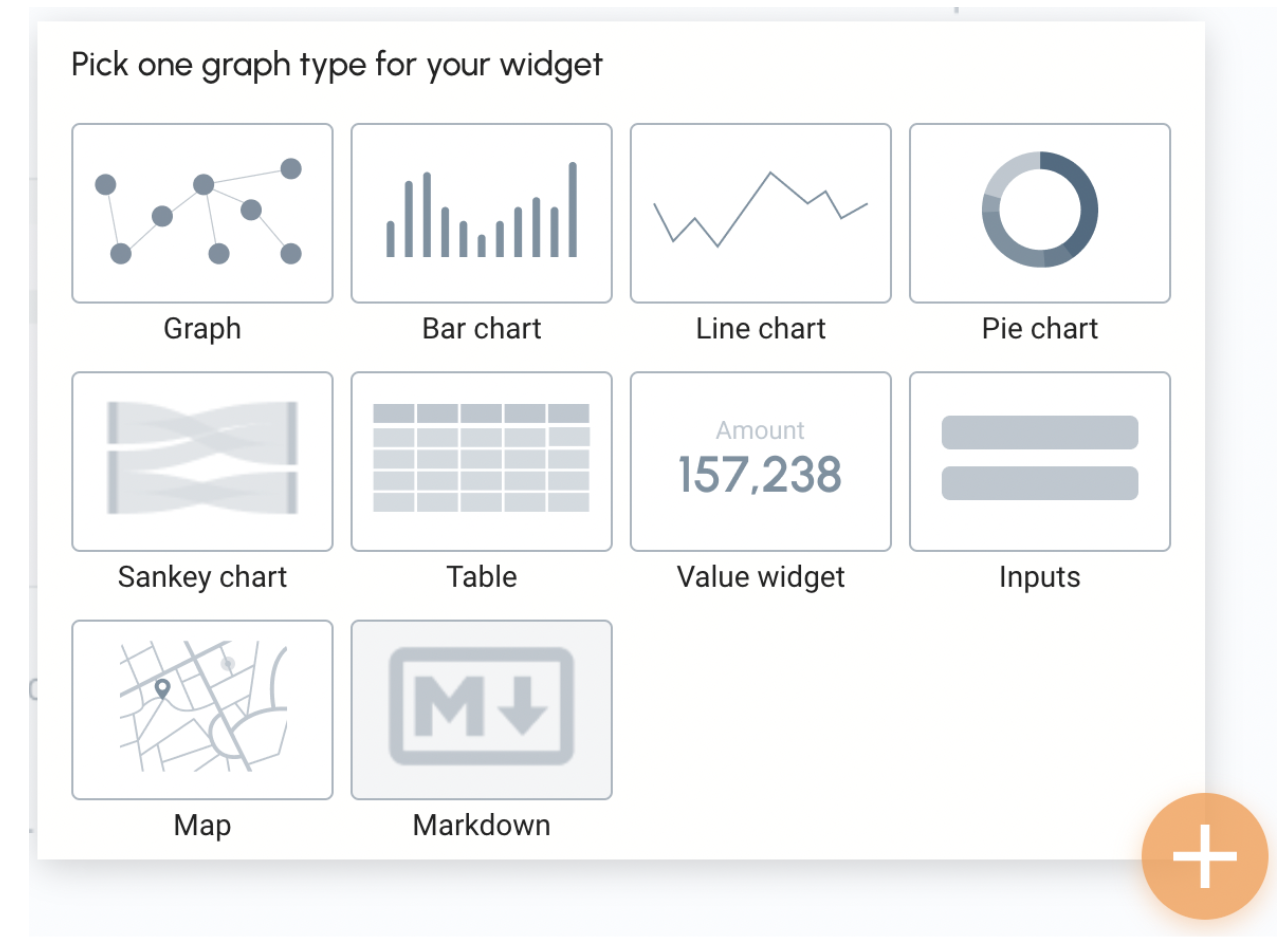 Pick one graph type for your widget
Graph
Bar chart
Line chart
Pie chart
Amount
157,238
Sankey chart
Table
Value widget
Inputs
M
Map
Markdown